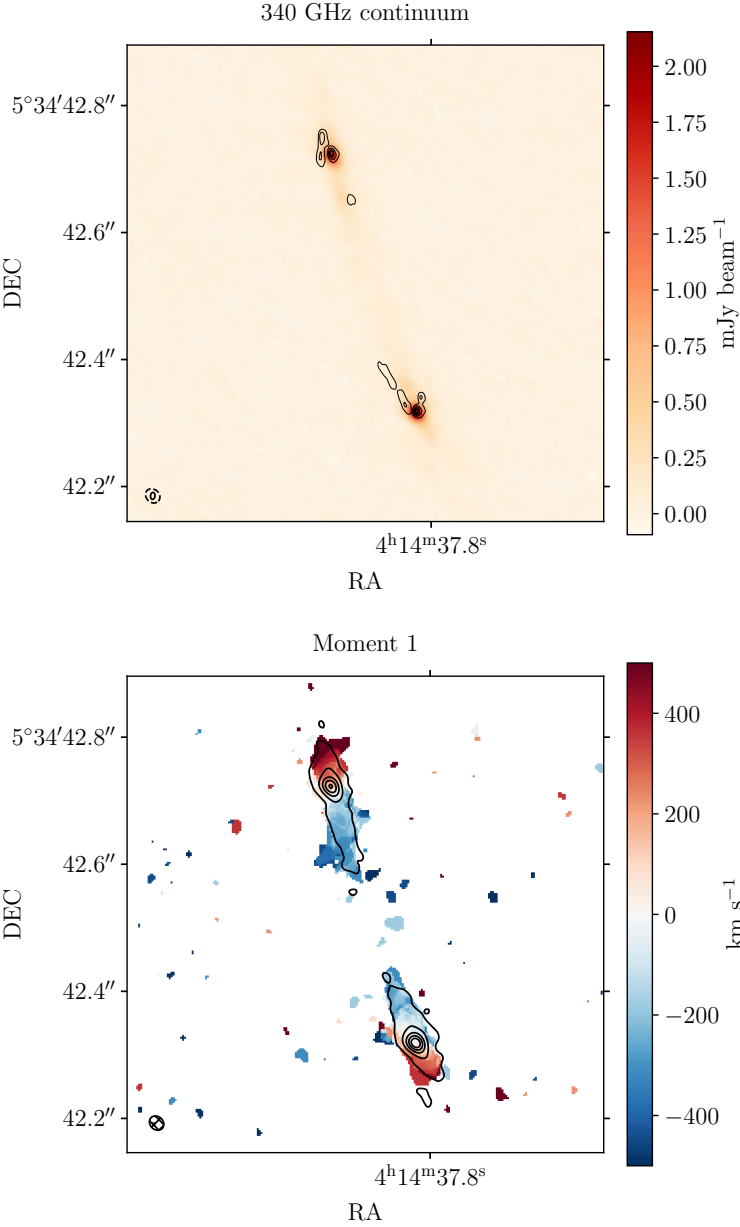 340 GHz continuum
5°34′42.8″
42.6″
42.4″
42.2″
DEC
4ʰ14ᵐ37.8ˢ
RA
2.00
1.75
1.50
1.25
1.00
0.75
0.50
0.25
0.00
mJy beam⁻¹
Moment 1
5°34′42.8″
42.6″
42.4″
42.2″
DEC
4ʰ14ᵐ37.8ˢ
RA
400
200
0
−200
−400
km s⁻¹